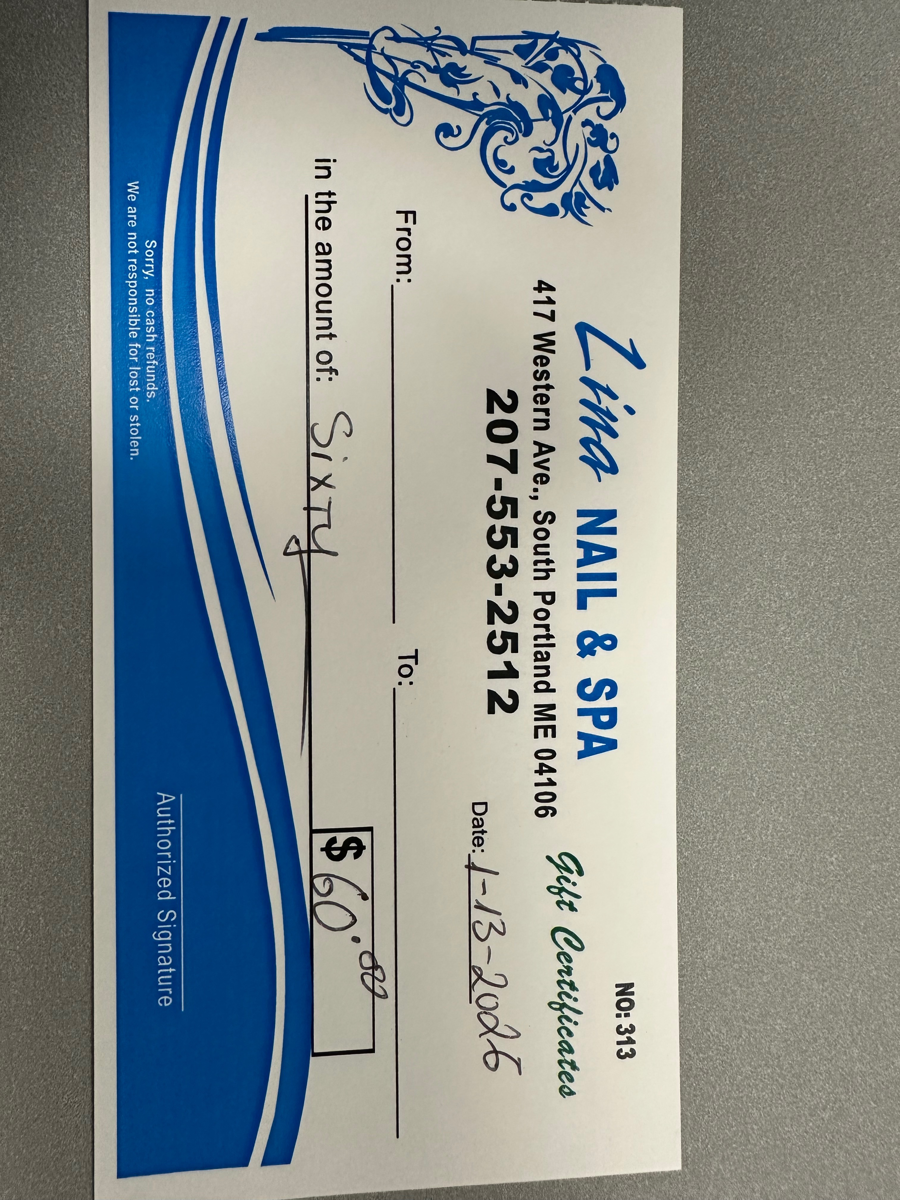 NO: 313
Lina NAIL & SPA
Gift Certificates
417 Western Ave., South Portland ME 04106
207-553-2512
Date: 1-13-2026
From: To:
in the amount of: Sixty $ 60.00
Sorry, no cash refunds.
We are not responsible for lost or stolen.
Authorized Signature